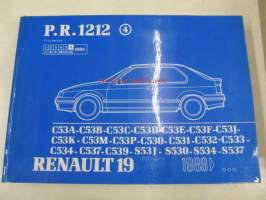 P.R. 1212 4
C53A-C53B-C53C-C53D-C53E-C53F-C53J-
C53K - C53M-C53P-C530-C531-C532-C533-
C534-C537-C539-S53J- S530-S534-S537
RENAULT 19 1989